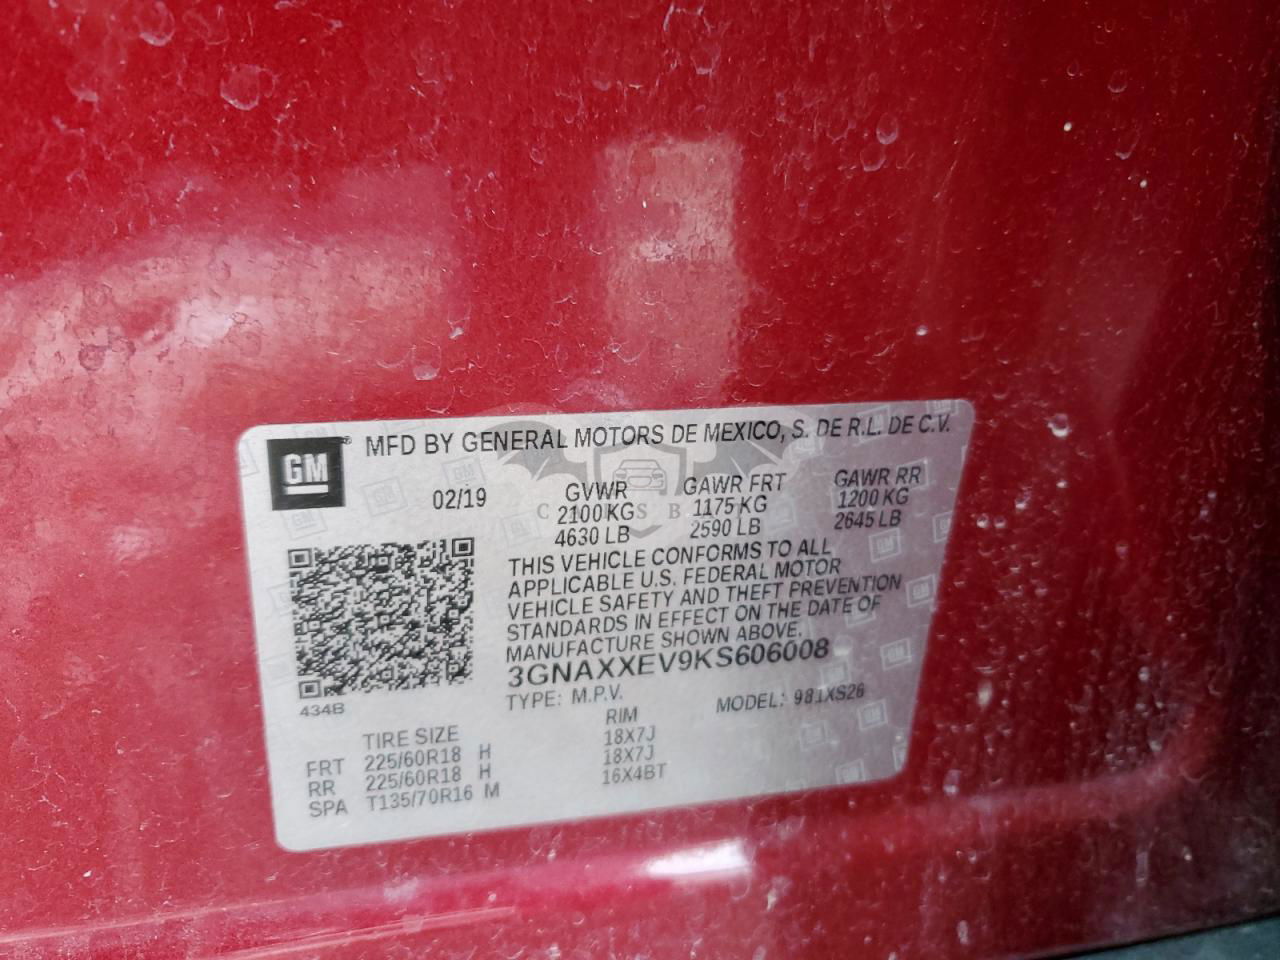 GM
MFD BY GENERAL MOTORS DE MEXICO, S. DE R.L. DE C.V.
02/19 GVWR GAWR FRT GAWR RR
2100KG 1175 KG 1200 KG
4630 LB 2590 LB 2645 LB
THIS VEHICLE CONFORMS TO ALL
APPLICABLE U.S. FEDERAL MOTOR
VEHICLE SAFETY AND THEFT PREVENTION
STANDARDS IN EFFECT ON THE DATE OF
MANUFACTURE SHOWN ABOVE.
3GNAXXEV9KS606008
434B
TYPE: M.P.V. MODEL: 981XS26
TIRE SIZE RIM
FRT 225/60R18 H 18X7J
RR 225/60R18 H 18X7J
SPA T135/70R16 M 16X4BT